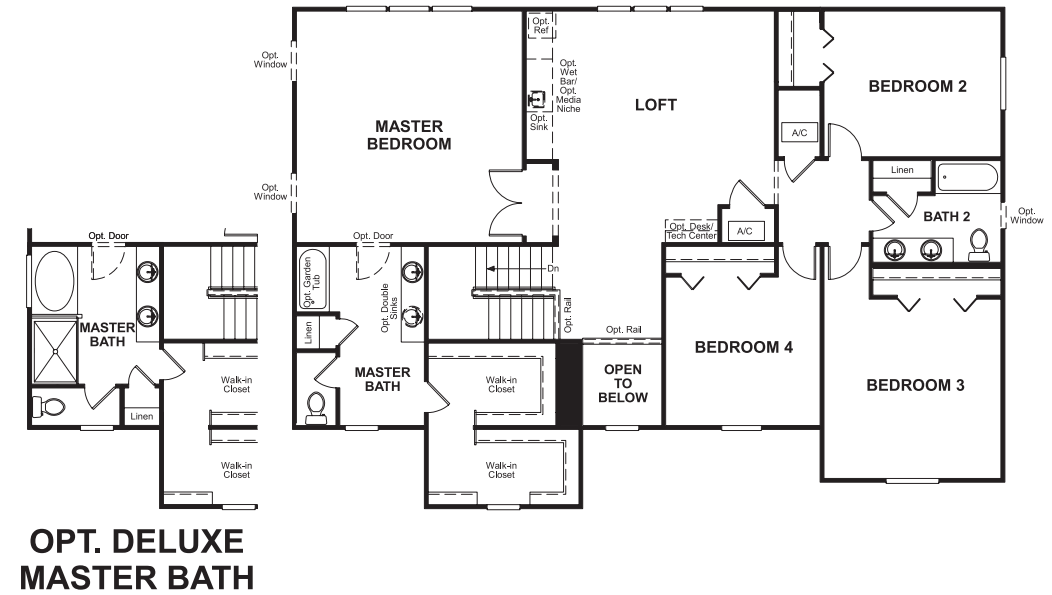 Opt.
Ref
Opt.
Window
Opt.
Wet
Bar/
Opt.
Media
Niche
Opt.
Sink
LOFT
BEDROOM 2
MASTER
BEDROOM
A/C
Linen
Opt.
Window
BATH 2
Opt.
Window
Opt. Desk/
Tech Center
A/C
Opt. Door
Opt. Door
Opt. Garden
Tub
Opt. Double
Sinks
Dn
Opt. Rail
Opt. Rail
Linen
MASTER
BATH
MASTER
BATH
BEDROOM 4
OPEN
TO
BELOW
BEDROOM 3
Walk-in
Closet
Walk-in
Closet
Linen
Walk-in
Closet
Walk-in
Closet
OPT. DELUXE
MASTER BATH